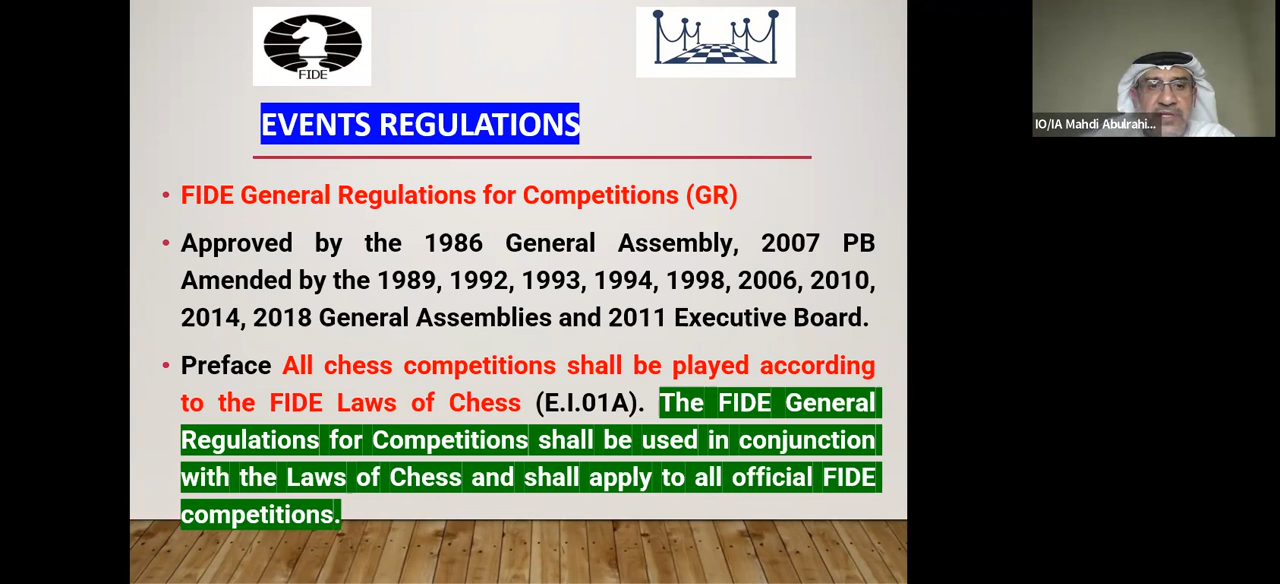 FIDE
EVENTS REGULATIONS
IO/IA Mahdi Abulrahi...
• FIDE General Regulations for Competitions (GR)
• Approved by the 1986 General Assembly, 2007 PB
Amended by the 1989, 1992, 1993, 1994, 1998, 2006, 2010,
2014, 2018 General Assemblies and 2011 Executive Board.
• Preface All chess competitions shall be played according
to the FIDE Laws of Chess (E.I.01A). The FIDE General
Regulations for Competitions shall be used in conjunction
with the Laws of Chess and shall apply to all official FIDE
competitions.